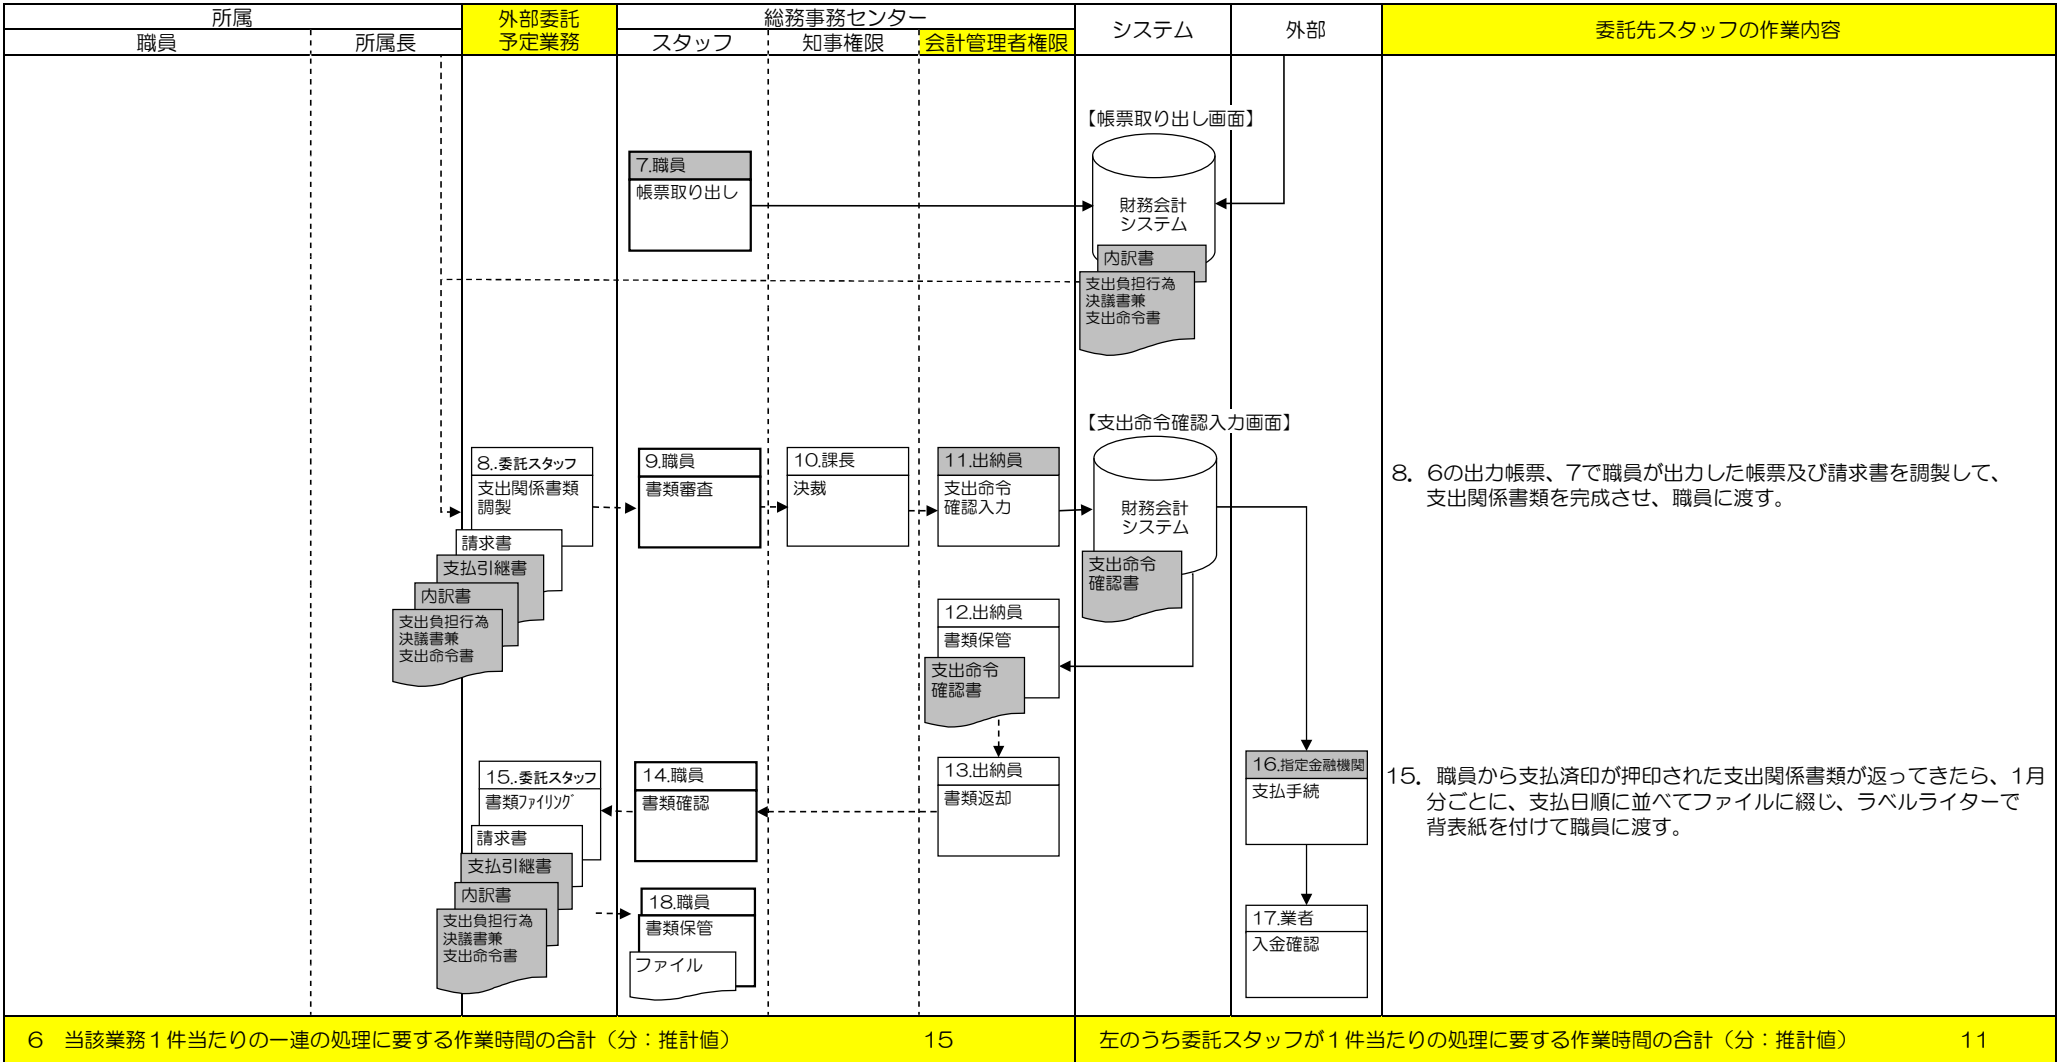 所属
外部委託
予定業務
総務事務センター
システム
外部
委託先スタッフの作業内容
職員
所属長
スタッフ
知事権限
会計管理者権限
【帳票取り出し画面】
7.職員
帳票取り出し
財務会計
システム
内訳書
支出負担行為
決議書兼
支出命令書
【支出命令確認入力画面】
8..委託スタッフ
支出関係書類
調製
9.職員
書類審査
10.課長
決裁
11.出納員
支出命令
確認入力
財務会計
システム
支出命令
確認書
8．6の出力帳票、7で職員が出力した帳票及び請求書を調製して、
支出関係書類を完成させ、職員に渡す。
請求書
支払引継書
内訳書
支出負担行為
決議書兼
支出命令書
12.出納員
書類保管
支出命令
確認書
15..委託スタッフ
書類ﾌｧｲﾘﾝｸﾞ
14.職員
書類確認
13.出納員
書類返却
16.指定金融機関
支払手続
15．職員から支払済印が押印された支出関係書類が返ってきたら、1月
分ごとに、支払日順に並べてファイルに綴じ、ラベルライターで
背表紙を付けて職員に渡す。
請求書
支払引継書
内訳書
支出負担行為
決議書兼
支出命令書
18.職員
書類保管
ファイル
17.業者
入金確認
6　当該業務１件当たりの一連の処理に要する作業時間の合計（分：推計値）　15
左のうち委託スタッフが１件当たりの処理に要する作業時間の合計（分：推計値）　11